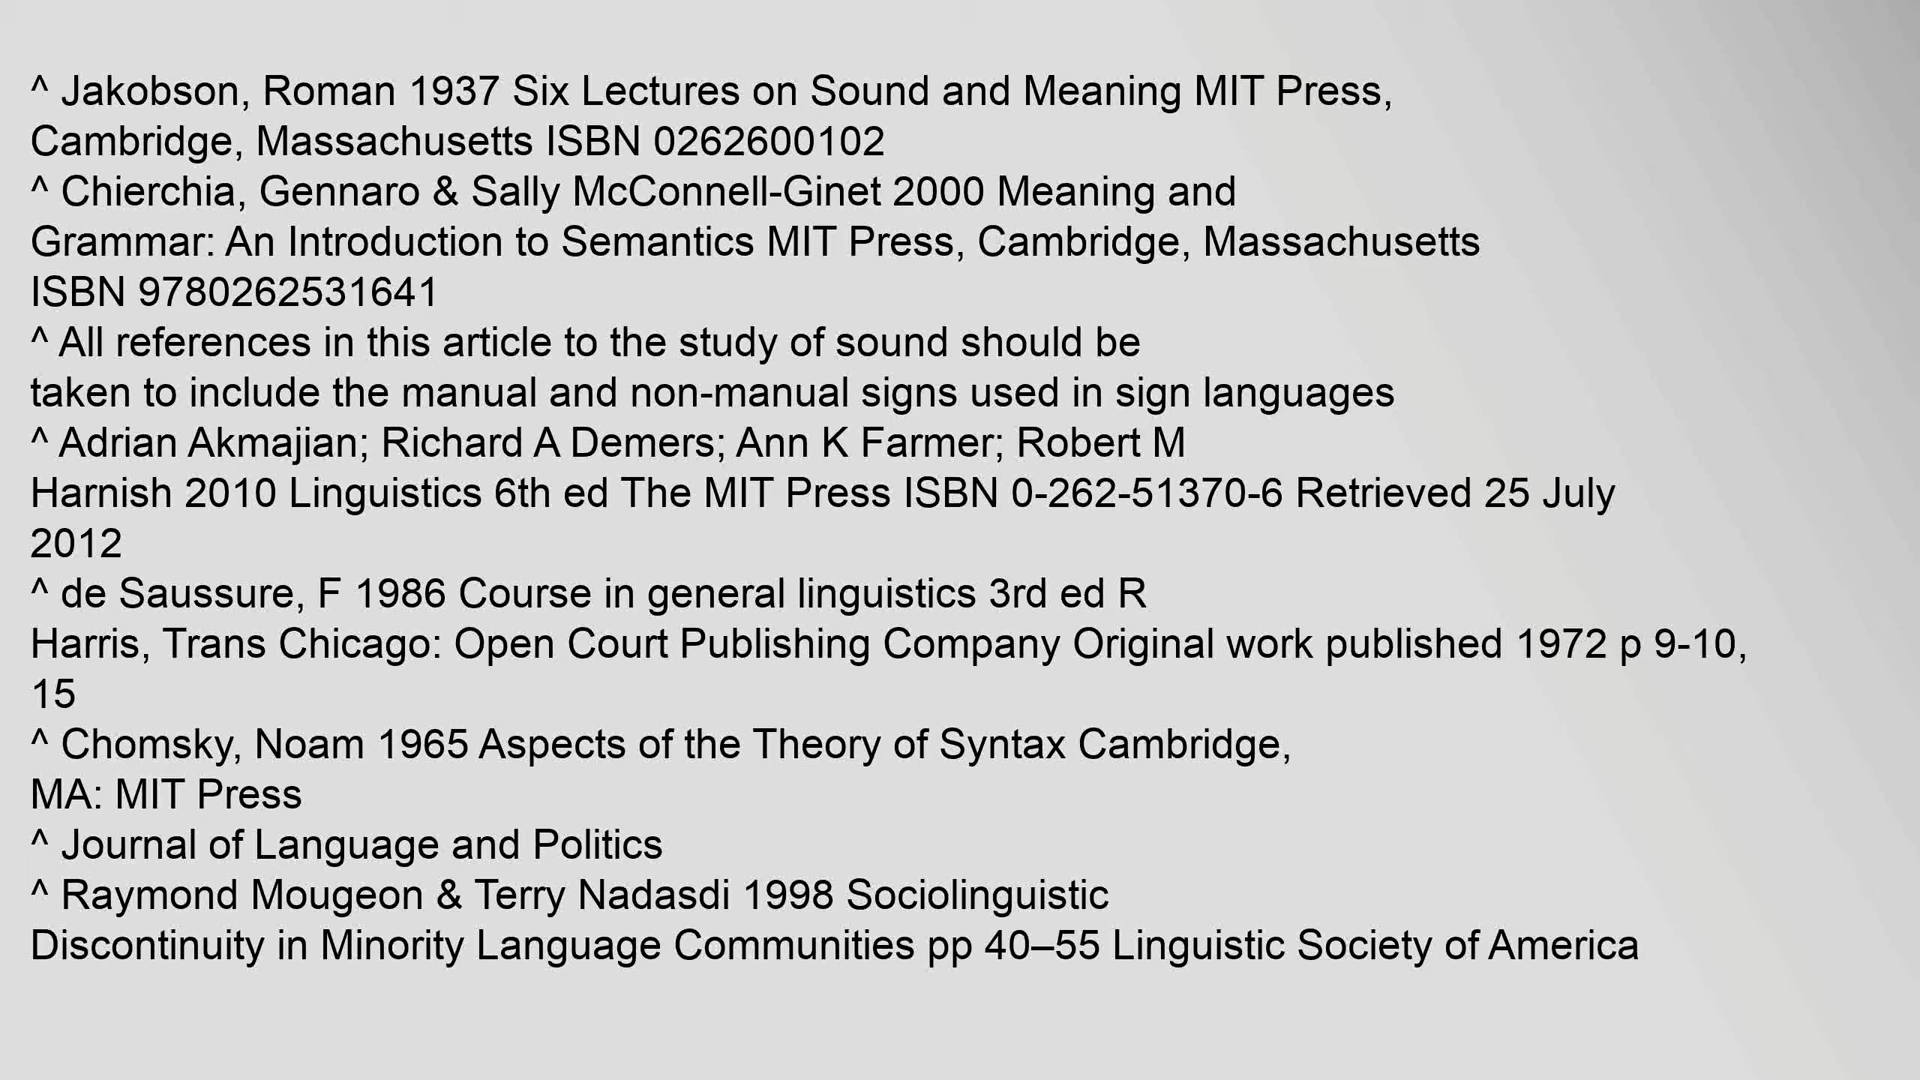 ^ Jakobson, Roman 1937 Six Lectures on Sound and Meaning MIT Press,
Cambridge, Massachusetts ISBN 0262600102
^ Chierchia, Gennaro & Sally McConnell-Ginet 2000 Meaning and
Grammar: An Introduction to Semantics MIT Press, Cambridge, Massachusetts
ISBN 9780262531641
^ All references in this article to the study of sound should be
taken to include the manual and non-manual signs used in sign languages
^ Adrian Akmajian; Richard A Demers; Ann K Farmer; Robert M
Harnish 2010 Linguistics 6th ed The MIT Press ISBN 0-262-51370-6 Retrieved 25 July
2012
^ de Saussure, F 1986 Course in general linguistics 3rd ed R
Harris, Trans Chicago: Open Court Publishing Company Original work published 1972 p 9-10,
15
^ Chomsky, Noam 1965 Aspects of the Theory of Syntax Cambridge,
MA: MIT Press
^ Journal of Language and Politics
^ Raymond Mougeon & Terry Nadasdi 1998 Sociolinguistic
Discontinuity in Minority Language Communities pp 40–55 Linguistic Society of America